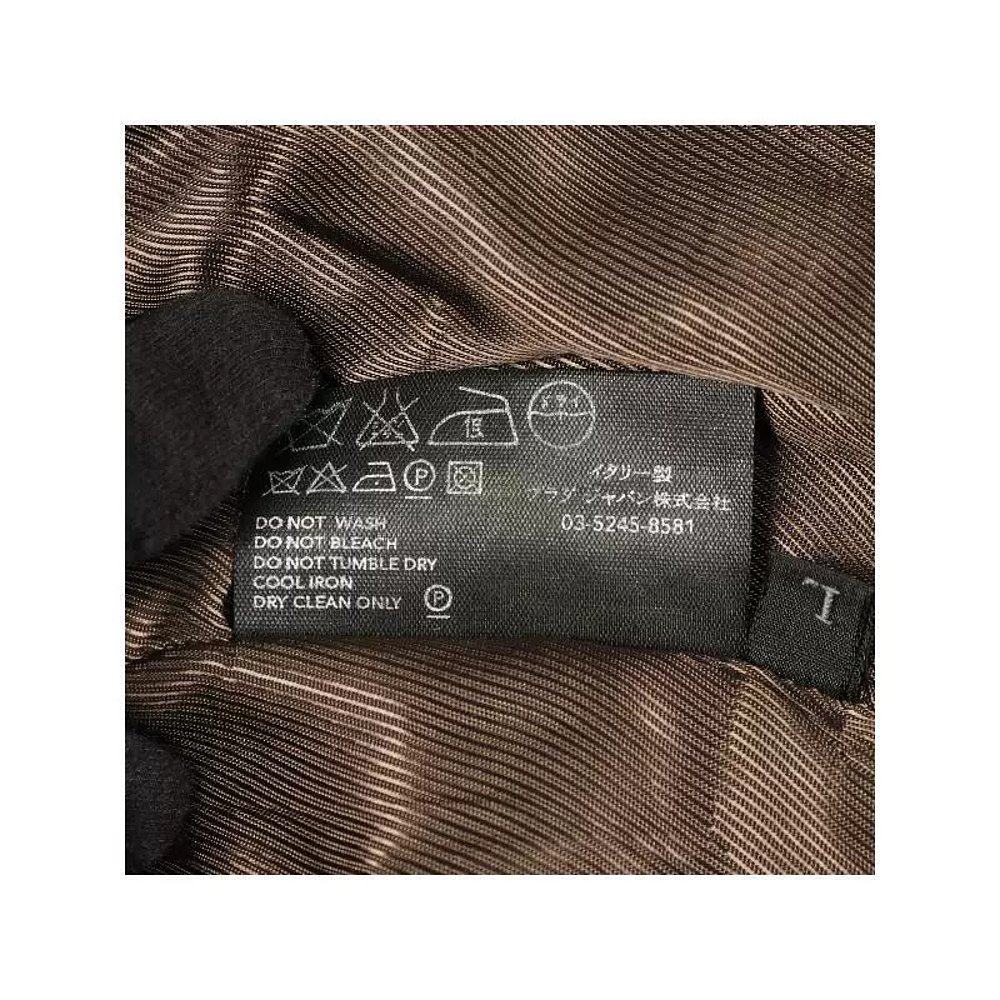 イタリー製
プラダ ジャパン株式会社
03-5245-8581
DO NOT WASH
DO NOT BLEACH
DO NOT TUMBLE DRY
COOL IRON
DRY CLEAN ONLY Ⓟ
L